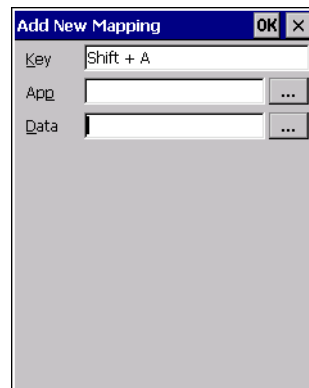 Add New Mapping OK ×
Key Shift + A
App ...
Data ...